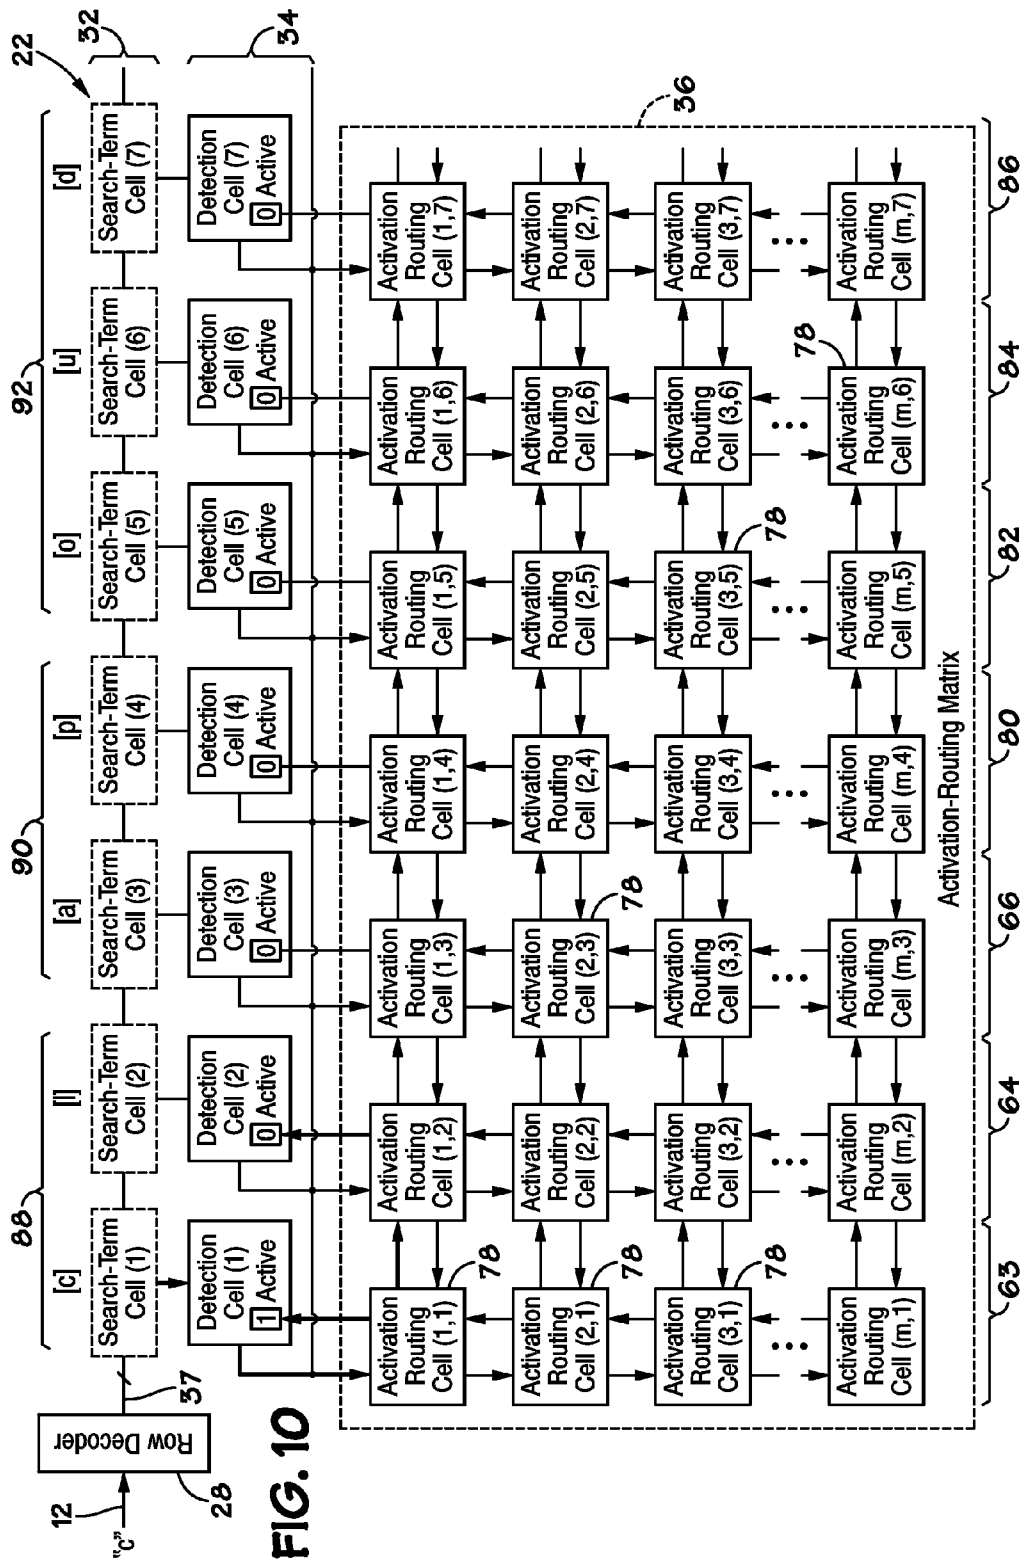 88
90
92
22
[c]
[l]
[a]
[p]
[o]
[u]
[d]
"c"
12
28
Row Decoder
37
Search-Term
Cell (1)
Search-Term
Cell (2)
Search-Term
Cell (3)
Search-Term
Cell (4)
Search-Term
Cell (5)
Search-Term
Cell (6)
Search-Term
Cell (7)
32
Detection
Cell (1)
1 Active
Detection
Cell (2)
0 Active
Detection
Cell (3)
0 Active
Detection
Cell (4)
0 Active
Detection
Cell (5)
0 Active
Detection
Cell (6)
0 Active
Detection
Cell (7)
0 Active
34
FIG. 10
Activation
Routing
Cell (1,1)
Activation
Routing
Cell (1,2)
Activation
Routing
Cell (1,3)
Activation
Routing
Cell (1,4)
Activation
Routing
Cell (1,5)
Activation
Routing
Cell (1,6)
Activation
Routing
Cell (1,7)
78
Activation
Routing
Cell (2,1)
Activation
Routing
Cell (2,2)
Activation
Routing
Cell (2,3)
Activation
Routing
Cell (2,4)
Activation
Routing
Cell (2,5)
Activation
Routing
Cell (2,6)
Activation
Routing
Cell (2,7)
78
78
36
Activation
Routing
Cell (3,1)
Activation
Routing
Cell (3,2)
Activation
Routing
Cell (3,3)
Activation
Routing
Cell (3,4)
Activation
Routing
Cell (3,5)
Activation
Routing
Cell (3,6)
Activation
Routing
Cell (3,7)
78
78
Activation
Routing
Cell (m,1)
Activation
Routing
Cell (m,2)
Activation
Routing
Cell (m,3)
Activation
Routing
Cell (m,4)
Activation
Routing
Cell (m,5)
Activation
Routing
Cell (m,6)
Activation
Routing
Cell (m,7)
78
Activation-Routing Matrix
63
64
66
80
82
84
86